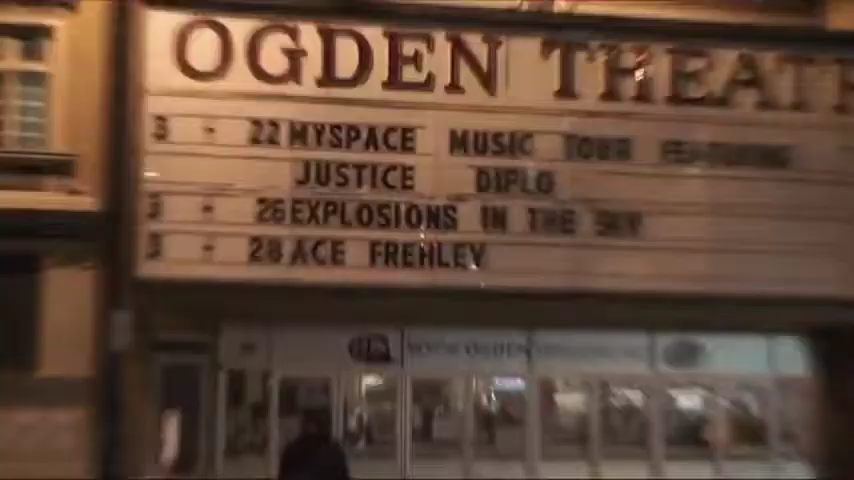 OGDEN THEAT
3 - 22 MYSPACE MUSIC TOUR FEATURING
JUSTICE DIPLO
3 - 26 EXPLOSIONS IN THE SKY
3 - 28 ACE FREHLEY